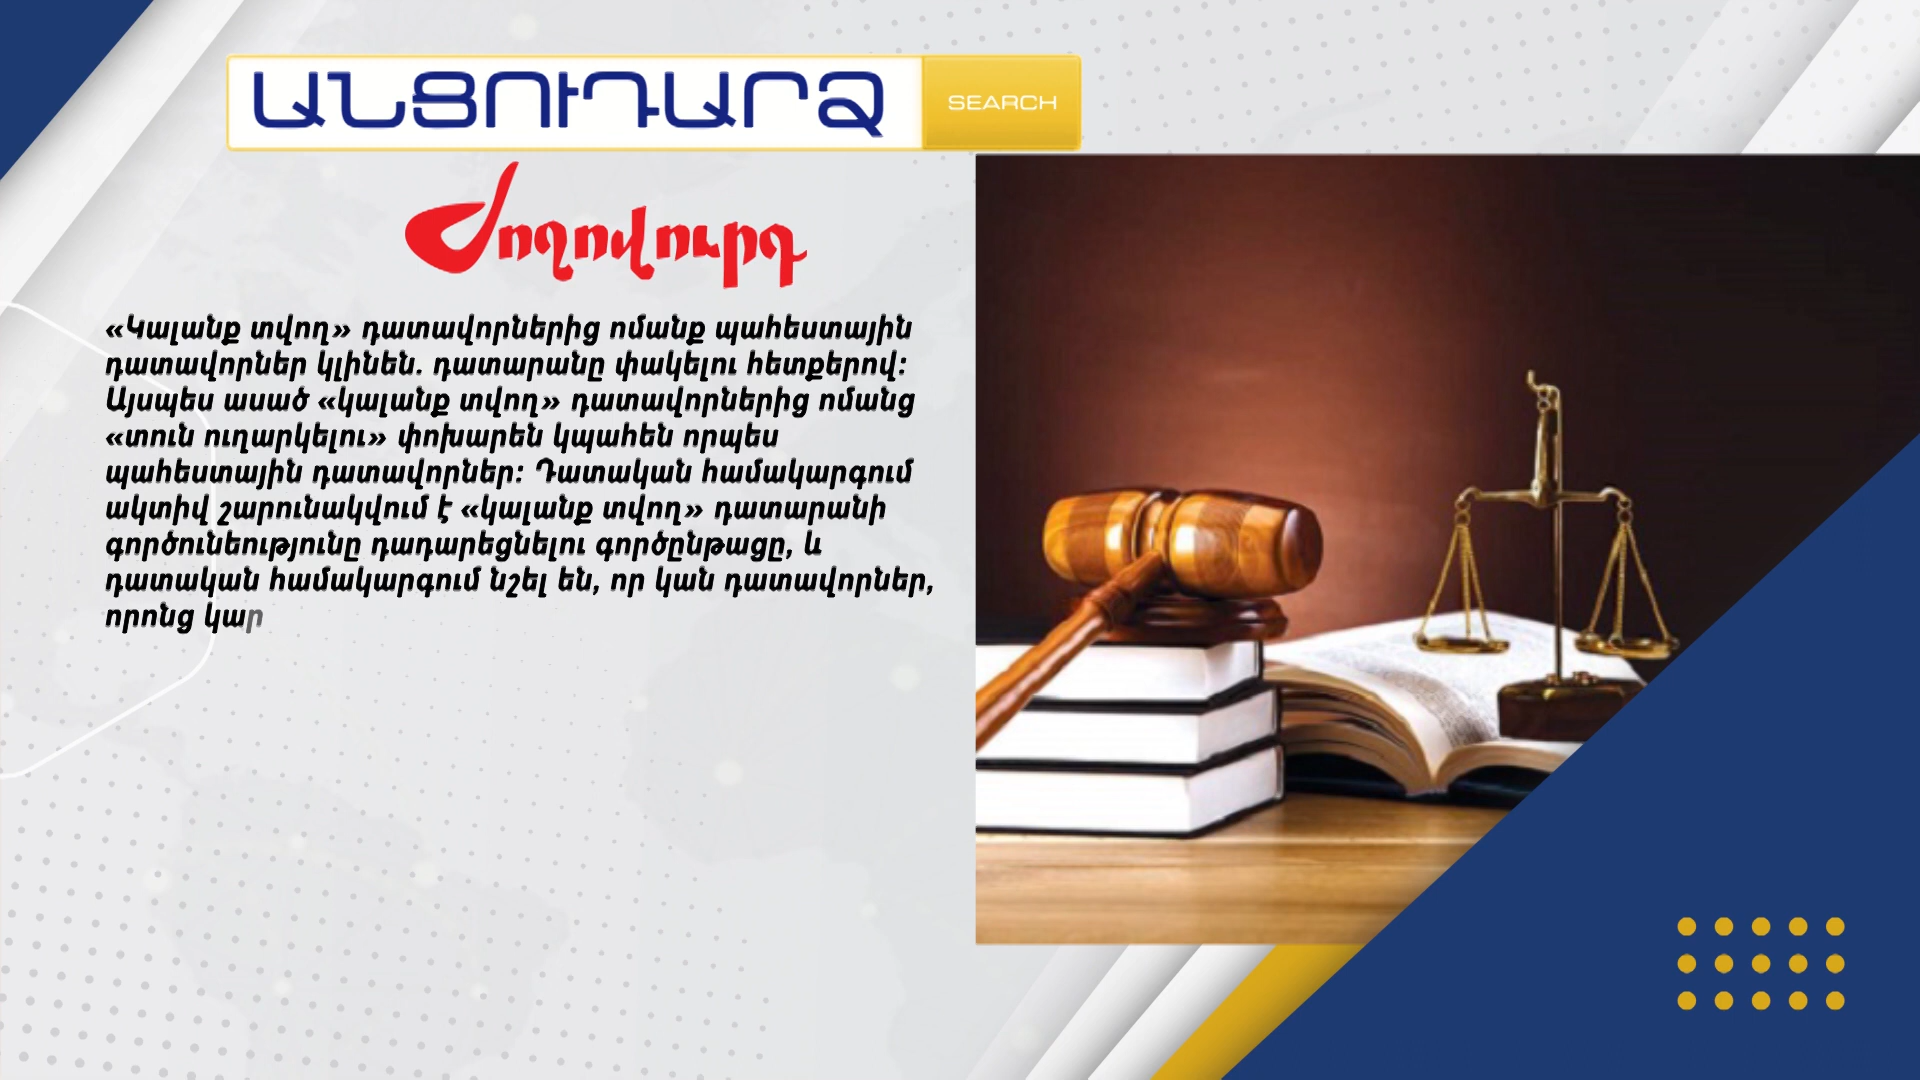 ԱՆՑՈՒԴԱՐՁ
SEARCH
Ժողովուրդ
«Կալանք տվող» դատավորներից ոմանք պահեստային
դատավորներ կլինեն. դատարանը փակելու հետքերով։
Այսպես ասած «կալանք տվող» դատավորներից ոմանց
«տուն ուղարկելու» փոխարեն կպահեն որպես
պահեստային դատավորներ։ Դատական համակարգում
ակտիվ շարունակվում է «կալանք տվող» դատարանի
գործունեությունը դադարեցնելու գործընթացը, և
դատական համակարգում նշել են, որ կան դատավորներ,
որոնց կար